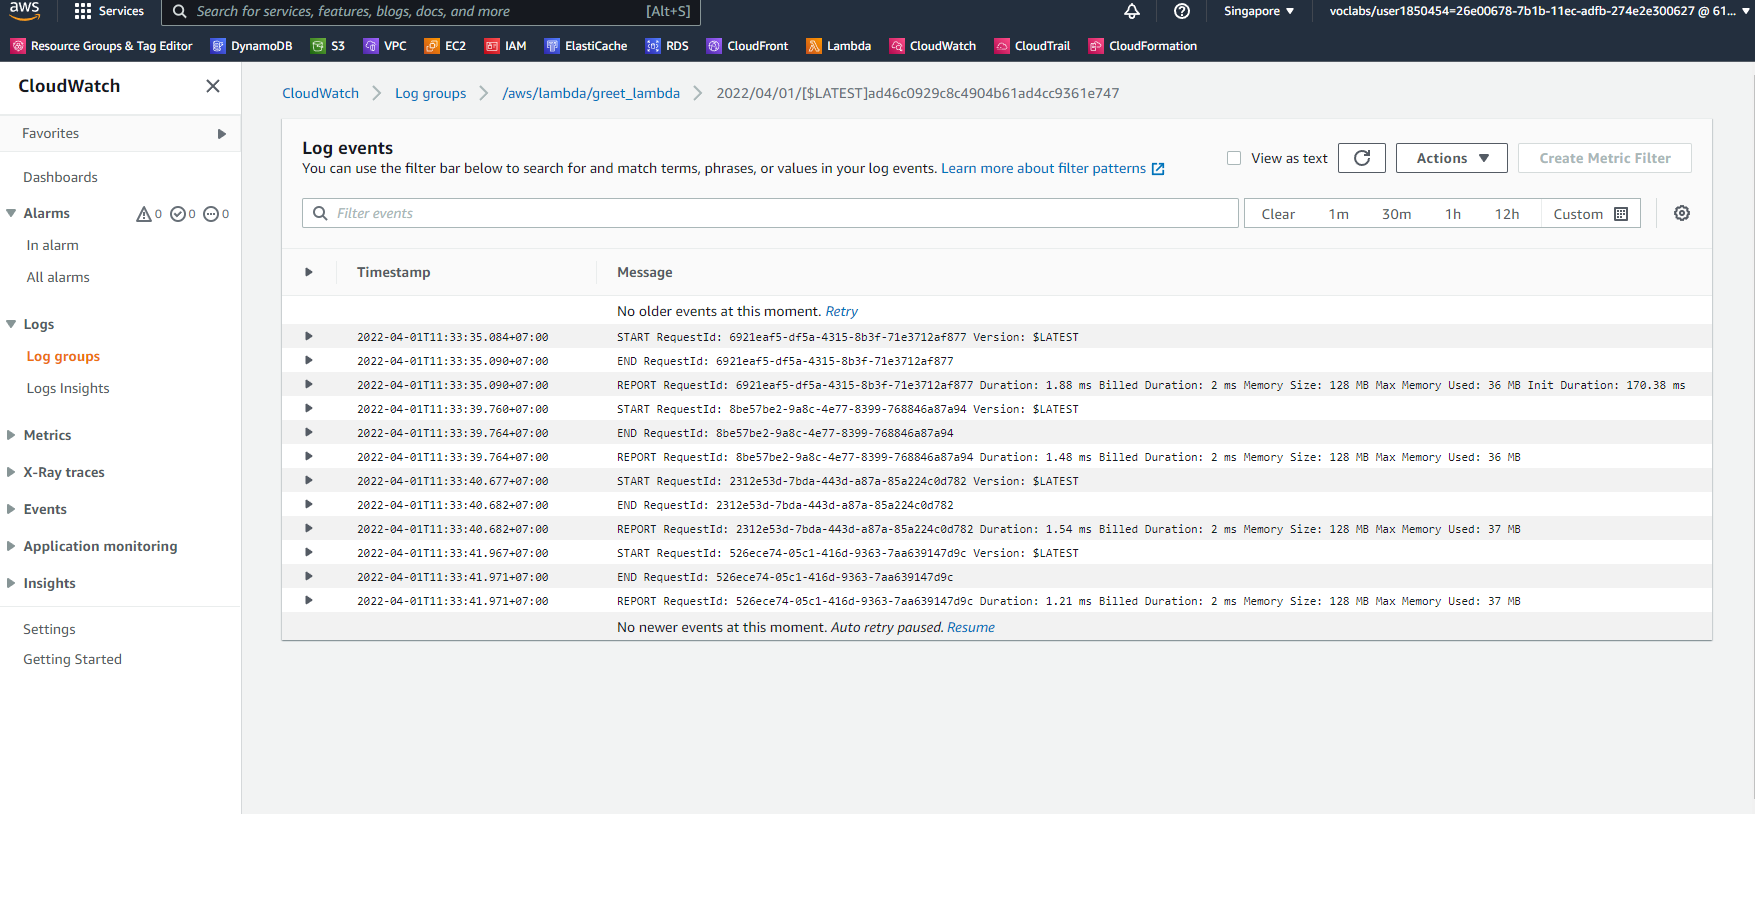 aws Services Search for services, features, blogs, docs, and more [Alt+S] Singapore voclabs/user1850454=26e00678-7b1b-11ec-adfb-274e2e300627 @ 61...
Resource Groups & Tag Editor DynamoDB S3 VPC EC2 IAM ElastiCache RDS CloudFront Lambda CloudWatch CloudTrail CloudFormation
CloudWatch
Favorites
Dashboards
Alarms 0 0 0
In alarm
All alarms
Logs
Log groups
Logs Insights
Metrics
X-Ray traces
Events
Application monitoring
Insights
Settings
Getting Started
CloudWatch Log groups /aws/lambda/greet_lambda 2022/04/01/[$LATEST]ad46c0929c8c4904b61ad4cc9361e747
Log events
You can use the filter bar below to search for and match terms, phrases, or values in your log events. Learn more about filter patterns
View as text Actions Create Metric Filter
Filter events Clear 1m 30m 1h 12h Custom
Timestamp Message
No older events at this moment. Retry
2022-04-01T11:33:35.084+07:00 START RequestId: 6921eaf5-df5a-4315-8b3f-71e3712af877 Version: $LATEST
2022-04-01T11:33:35.090+07:00 END RequestId: 6921eaf5-df5a-4315-8b3f-71e3712af877
2022-04-01T11:33:35.090+07:00 REPORT RequestId: 6921eaf5-df5a-4315-8b3f-71e3712af877 Duration: 1.88 ms Billed Duration: 2 ms Memory Size: 128 MB Max Memory Used: 36 MB Init Duration: 170.38 ms
2022-04-01T11:33:39.760+07:00 START RequestId: 8be57be2-9a8c-4e77-8399-768846a87a94 Version: $LATEST
2022-04-01T11:33:39.764+07:00 END RequestId: 8be57be2-9a8c-4e77-8399-768846a87a94
2022-04-01T11:33:39.764+07:00 REPORT RequestId: 8be57be2-9a8c-4e77-8399-768846a87a94 Duration: 1.48 ms Billed Duration: 2 ms Memory Size: 128 MB Max Memory Used: 36 MB
2022-04-01T11:33:40.677+07:00 START RequestId: 2312e53d-7bda-443d-a87a-85a224c0d782 Version: $LATEST
2022-04-01T11:33:40.682+07:00 END RequestId: 2312e53d-7bda-443d-a87a-85a224c0d782
2022-04-01T11:33:40.682+07:00 REPORT RequestId: 2312e53d-7bda-443d-a87a-85a224c0d782 Duration: 1.54 ms Billed Duration: 2 ms Memory Size: 128 MB Max Memory Used: 37 MB
2022-04-01T11:33:41.967+07:00 START RequestId: 526ece74-05c1-416d-9363-7aa639147d9c Version: $LATEST
2022-04-01T11:33:41.971+07:00 END RequestId: 526ece74-05c1-416d-9363-7aa639147d9c
2022-04-01T11:33:41.971+07:00 REPORT RequestId: 526ece74-05c1-416d-9363-7aa639147d9c Duration: 1.21 ms Billed Duration: 2 ms Memory Size: 128 MB Max Memory Used: 37 MB
No newer events at this moment. Auto retry paused. Resume